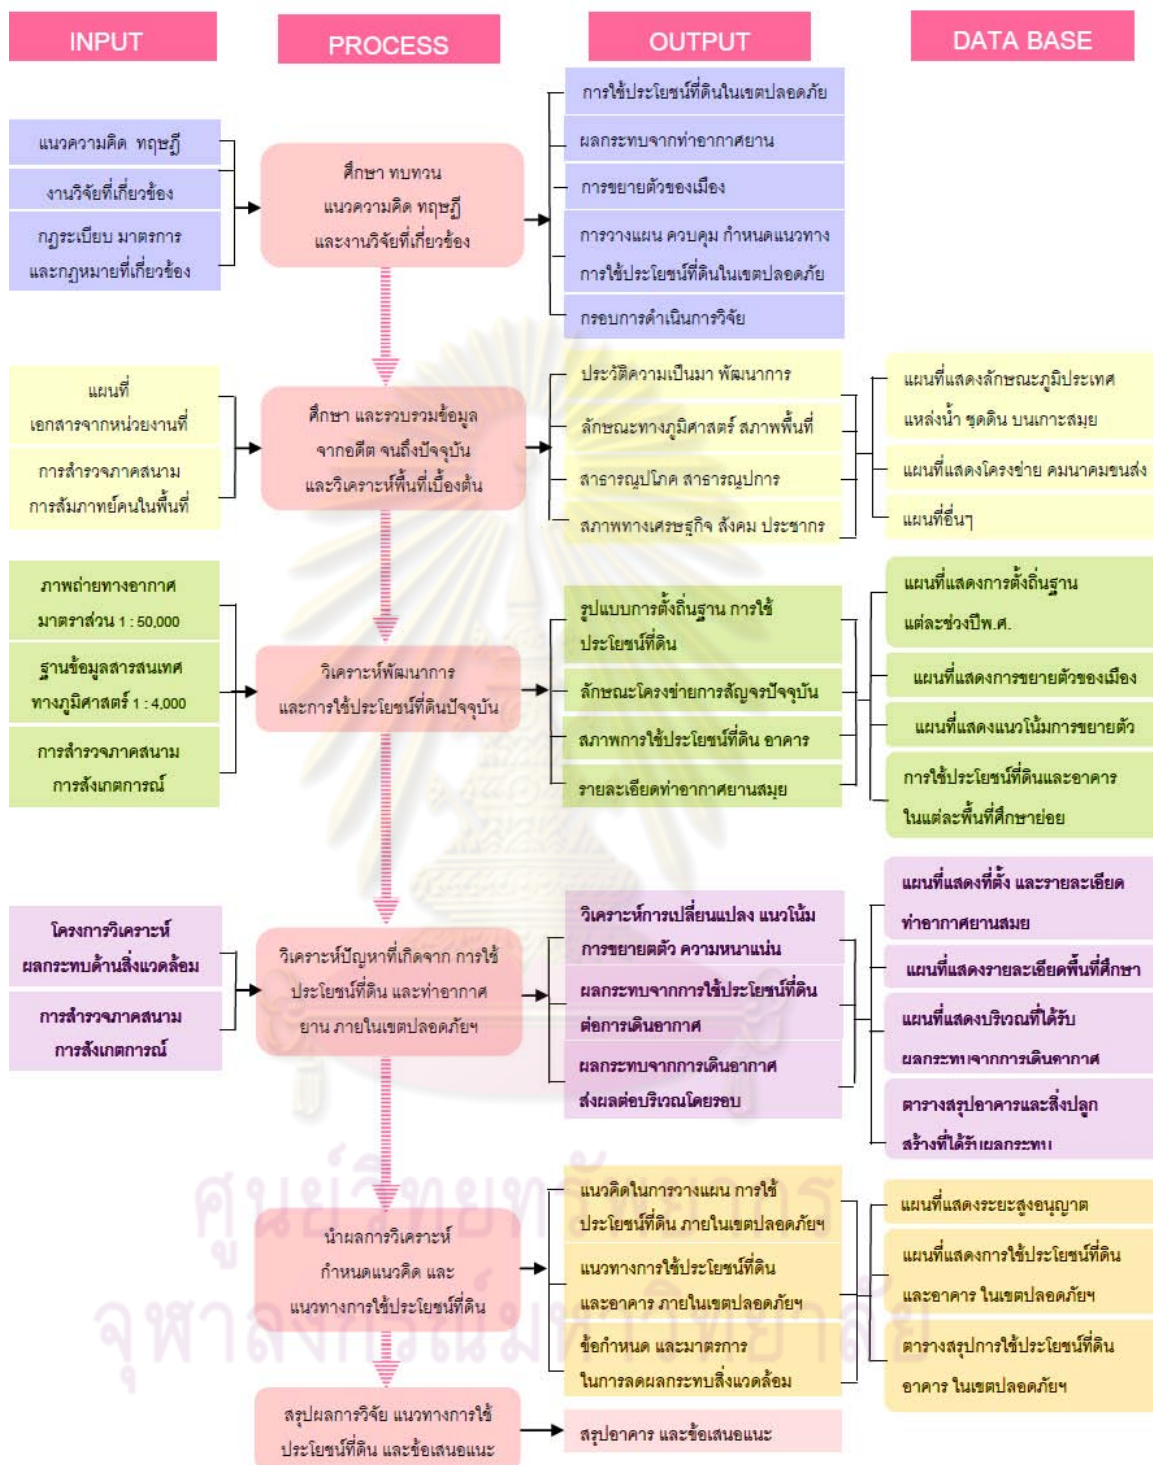 INPUT
PROCESS
OUTPUT
DATA BASE
แนวความคิด ทฤษฎี
งานวิจัยที่เกี่ยวข้อง
กฎระเบียบ มาตรการ
และกฎหมายที่เกี่ยวข้อง
ศึกษา ทบทวน
แนวความคิด ทฤษฎี
และงานวิจัยที่เกี่ยวข้อง
การใช้ประโยชน์ที่ดินในเขตปลอดภัย
ผลกระทบจากท่าอากาศยาน
การขยายตัวของเมือง
การวางแผน ควบคุม กำหนดแนวทาง
การใช้ประโยชน์ที่ดินในเขตปลอดภัย
กรอบการดำเนินการวิจัย
แผนที่
เอกสารจากหน่วยงานที่
การสำรวจภาคสนาม
การสัมภาทย์คนในพื้นที่
ศึกษา และรวบรวมข้อมูล
จากอดีต จนถึงปัจจุบัน
และวิเคราะห์พื้นที่เบื้องต้น
ประวัติความเป็นมา พัฒนาการ
ลักษณะทางภูมิศาสตร์ สภาพพื้นที่
สาธารณูปโภค สาธารณูปการ
สภาพทางเศรษฐกิจ สังคม ประชากร
แผนที่แสดงลักษณะภูมิประเทศ
แหล่งน้ำ ชุดดิน บนเกาะสมุย
แผนที่แสดงโครงข่าย คมนาคมขนส่ง
แผนที่อื่นๆ
ภาพถ่ายทางอากาศ
มาตราส่วน 1 : 50,000
ฐานข้อมูลสารสนเทศ
ทางภูมิศาสตร์ 1 : 4,000
การสำรวจภาคสนาม
การสังเกตการณ์
วิเคราะห์พัฒนาการ
และการใช้ประโยชน์ที่ดินปัจจุบัน
รูปแบบการตั้งถิ่นฐาน การใช้
ประโยชน์ที่ดิน
ลักษณะโครงข่ายการสัญจรปัจจุบัน
สภาพการใช้ประโยชน์ที่ดิน อาคาร
รายละเอียดท่าอากาศยานสมุย
แผนที่แสดงการตั้งถิ่นฐาน
แต่ละช่วงปีพ.ศ.
แผนที่แสดงการขยายตัวของเมือง
แผนที่แสดงแนวโน้มการขยายตัว
การใช้ประโยชน์ที่ดินและอาคาร
ในแต่ละพื้นที่ศึกษาย่อย
โครงการวิเคราะห์
ผลกระทบด้านสิ่งแวดล้อม
การสำรวจภาคสนาม
การสังเกตการณ์
วิเคราะห์ปัญหาที่เกิดจาก การใช้
ประโยชน์ที่ดิน และท่าอากาศ
ยาน ภายในเขตปลอดภัยฯ
วิเคราะห์การเปลี่ยนแปลง แนวโน้ม
การขยายตตัว ความหนาแน่น
ผลกระทบจากการใช้ประโยชน์ที่ดิน
ต่อการเดินอากาศ
ผลกระทบจากการเดินอากาศ
ส่งผลต่อบริเวณโดยรอบ
แผนที่แสดงที่ตั้ง และรายละเอียด
ท่าอากาศยานสมย
แผนที่แสดงรายละเอียดพื้นที่ศึกษา
แผนที่แสดงบริเวณที่ได้รับ
ผลกระทบจากการเดินอากาศ
ตารางสรุปอาคารและสิ่งปลูก
สร้างที่ได้รับผลกระทบ
นำผลการวิเคราะห์
กำหนดแนวคิด และ
แนวทางการใช้ประโยชน์ที่ดิน
แนวคิดในการวางแผน การใช้
ประโยชน์ที่ดิน ภายในเขตปลอดภัยฯ
แนวทางการใช้ประโยชน์ที่ดิน
และอาคาร ภายในเขตปลอดภัยฯ
ข้อกำหนด และมาตรการ
ในการลดผลกระทบสิ่งแวดล้อม
แผนที่แสดงระยะสูงอนุญาต
แผนที่แสดงการใช้ประโยชน์ที่ดิน
และอาคาร ในเขตปลอดภัยฯ
ตารางสรุปการใช้ประโยชน์ที่ดิน
อาคาร ในเขตปลอดภัยฯ
สรุปผลการวิจัย แนวทางการใช้
ประโยชน์ที่ดิน และข้อเสนอแนะ
สรุปอาคาร และข้อเสนอแนะ
ศูนย์วิทยทรัพยากร
จุฬาลงกรณ์มหาวิทยาลัย